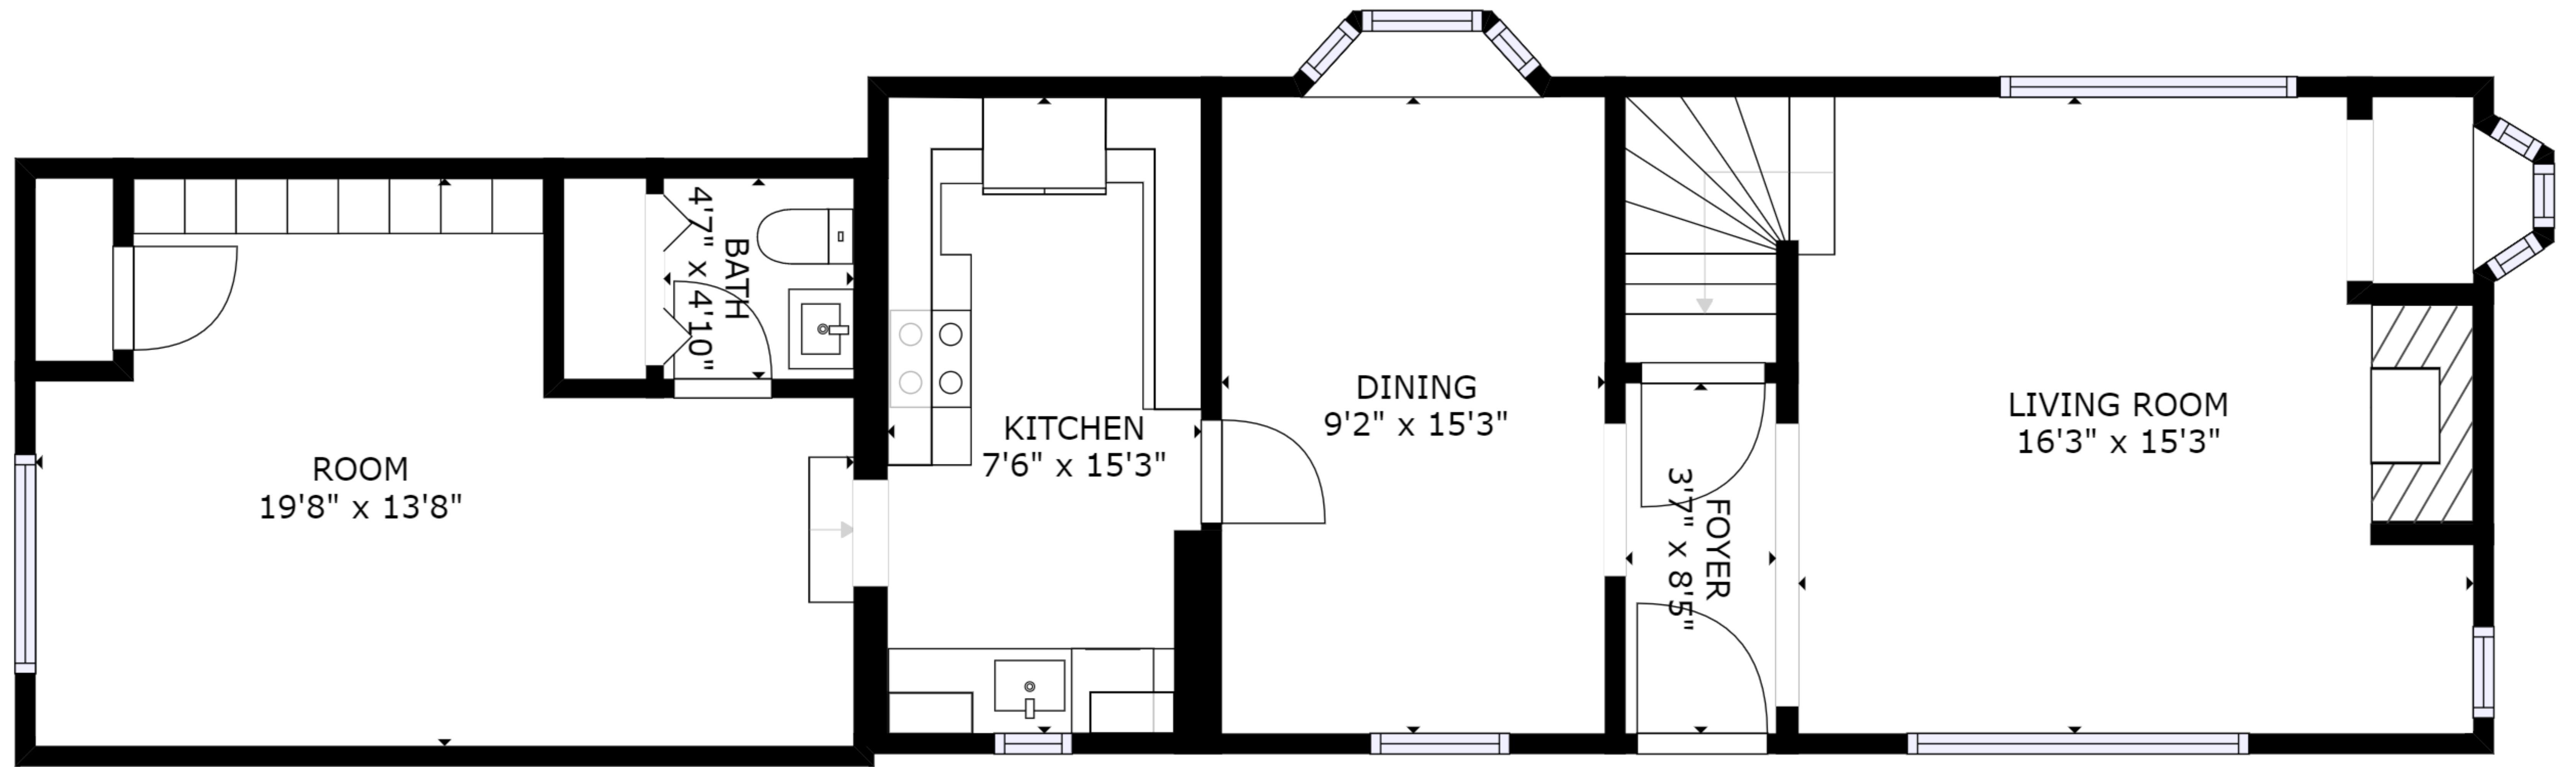 ROOM
19'8" x 13'8"
BATH
4'7" x 4'10"
KITCHEN
7'6" x 15'3"
DINING
9'2" x 15'3"
FOYER
3'7" x 8'5"
LIVING ROOM
16'3" x 15'3"